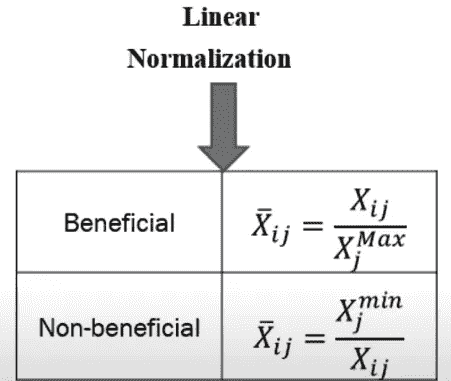 Linear
Normalization
Beneficial
X̄ᵢⱼ = Xᵢⱼ / Xⱼᴹᵃˣ
Non-beneficial
X̄ᵢⱼ = Xⱼᵐⁱⁿ / Xᵢⱼ